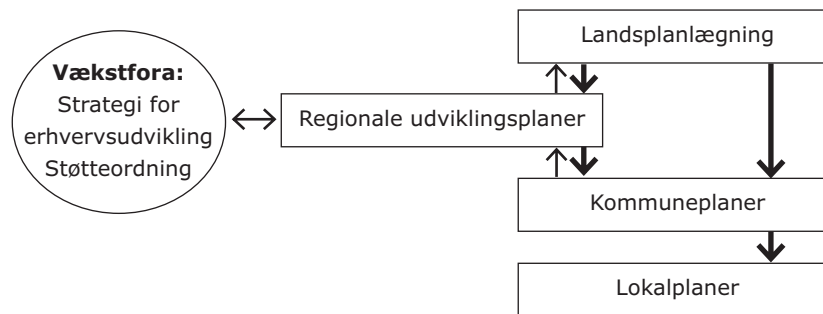 Landsplanlægning
Vækstfora:
Strategi for
erhvervsudvikling
Støtteordning
Regionale udviklingsplaner
Kommuneplaner
Lokalplaner